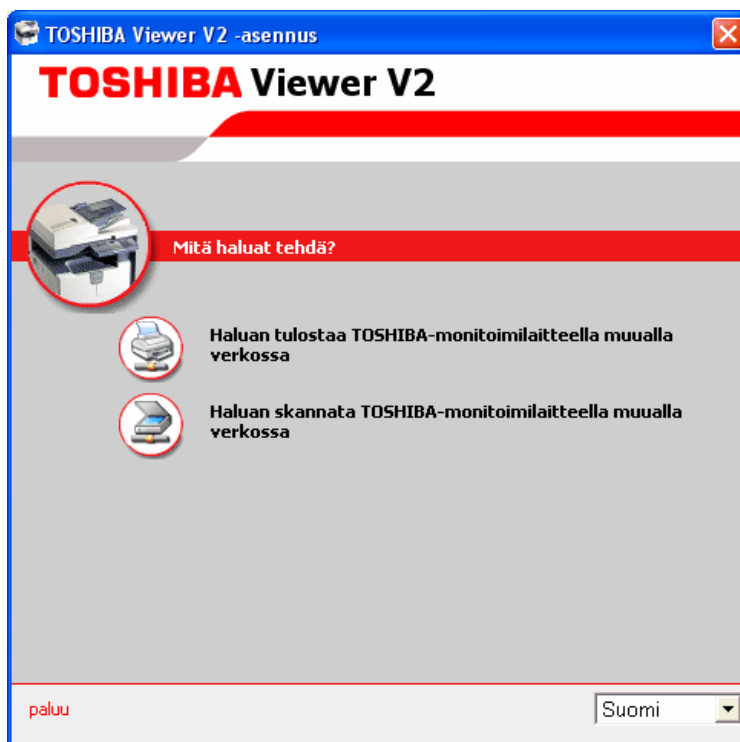 TOSHIBA Viewer V2 -asennus
TOSHIBA Viewer V2
Mitä haluat tehdä?
Haluan tulostaa TOSHIBA-monitoimilaitteella muualla
verkossa
Haluan skannata TOSHIBA-monitoimilaitteella muualla
verkossa
paluu
Suomi